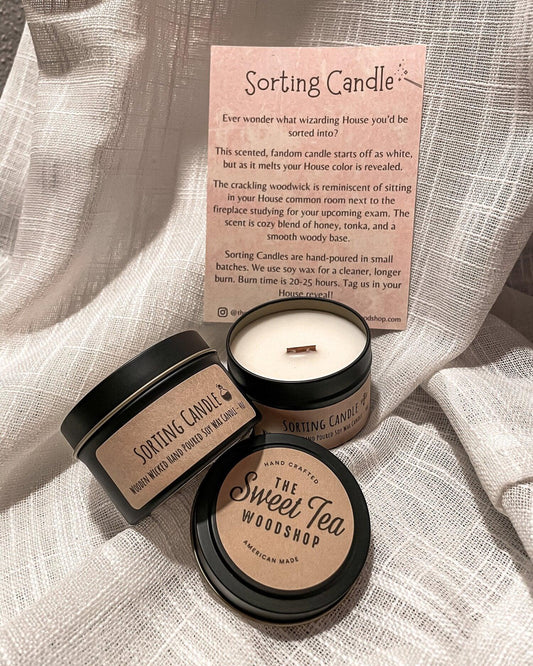 Sorting Candle
Ever wonder what wizarding House you'd be
sorted into?
This scented, fandom candle starts off as white,
but as it melts your House color is revealed.
The crackling woodwick is reminiscent of sitting
in your House common room next to the
fireplace studying for your upcoming exam. The
scent is cozy blend of honey, tonka, and a
smooth woody base.
Sorting Candles are hand-poured in small
batches. We use soy wax for a cleaner, longer
burn. Burn time is 20-25 hours. Tag us in your
House reveal!
Sorting Candle
Wooden Wicked Hand Poured Soy Wax Candle
Sorting Candle
Hand Poured Soy Wax Candle
HAND CRAFTED
THE
Sweet Tea
WOODSHOP
AMERICAN MADE